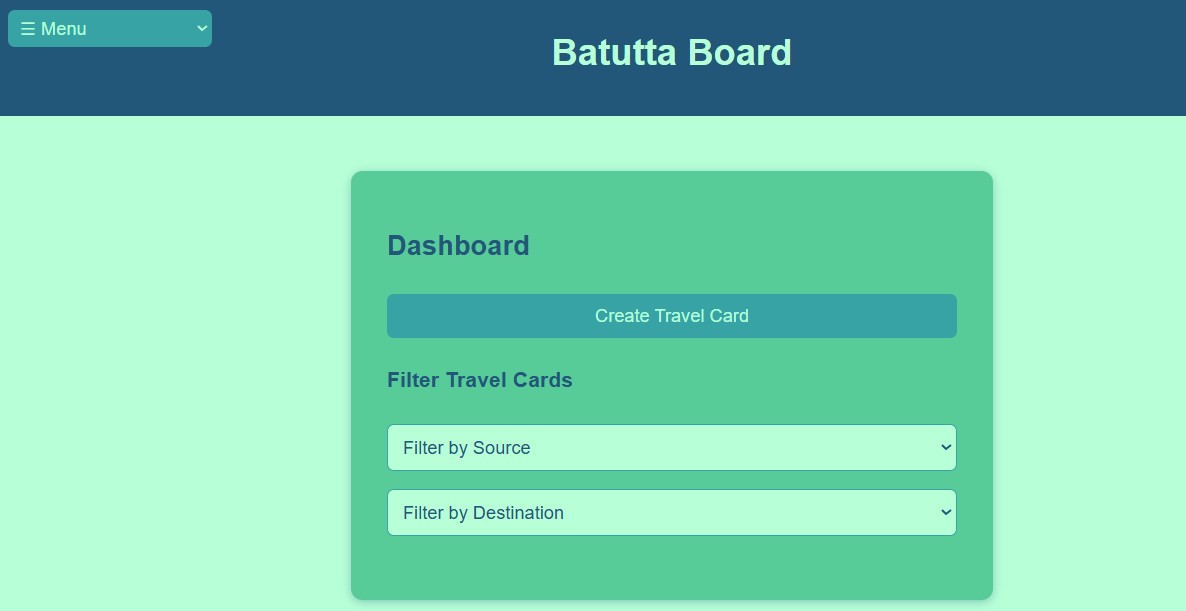 ☰ Menu
Batutta Board
Dashboard
Create Travel Card
Filter Travel Cards
Filter by Source
Filter by Destination